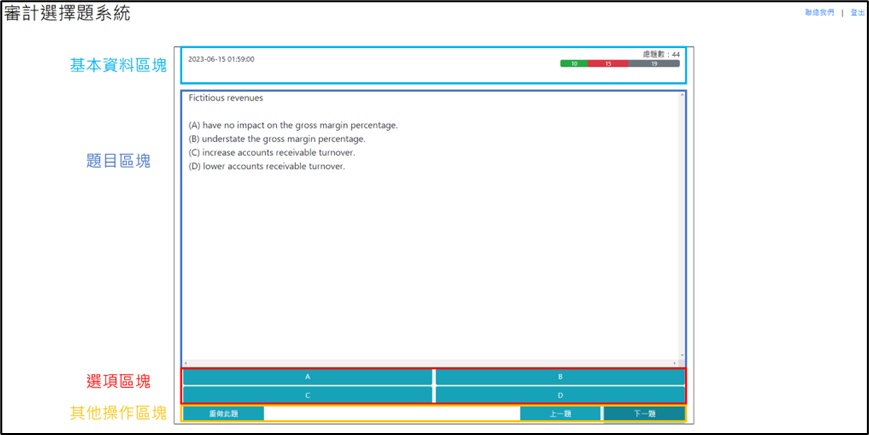 審計選擇題系統
聯絡我們 | 登出
基本資料區塊
2023-06-15 01:59:00
總題數：44
10 15 19
題目區塊
Fictitious revenues
(A) have no impact on the gross margin percentage.
(B) understate the gross margin percentage.
(C) increase accounts receivable turnover.
(D) lower accounts receivable turnover.
選項區塊
A B
C D
其他操作區塊
重做此題 上一題 下一題